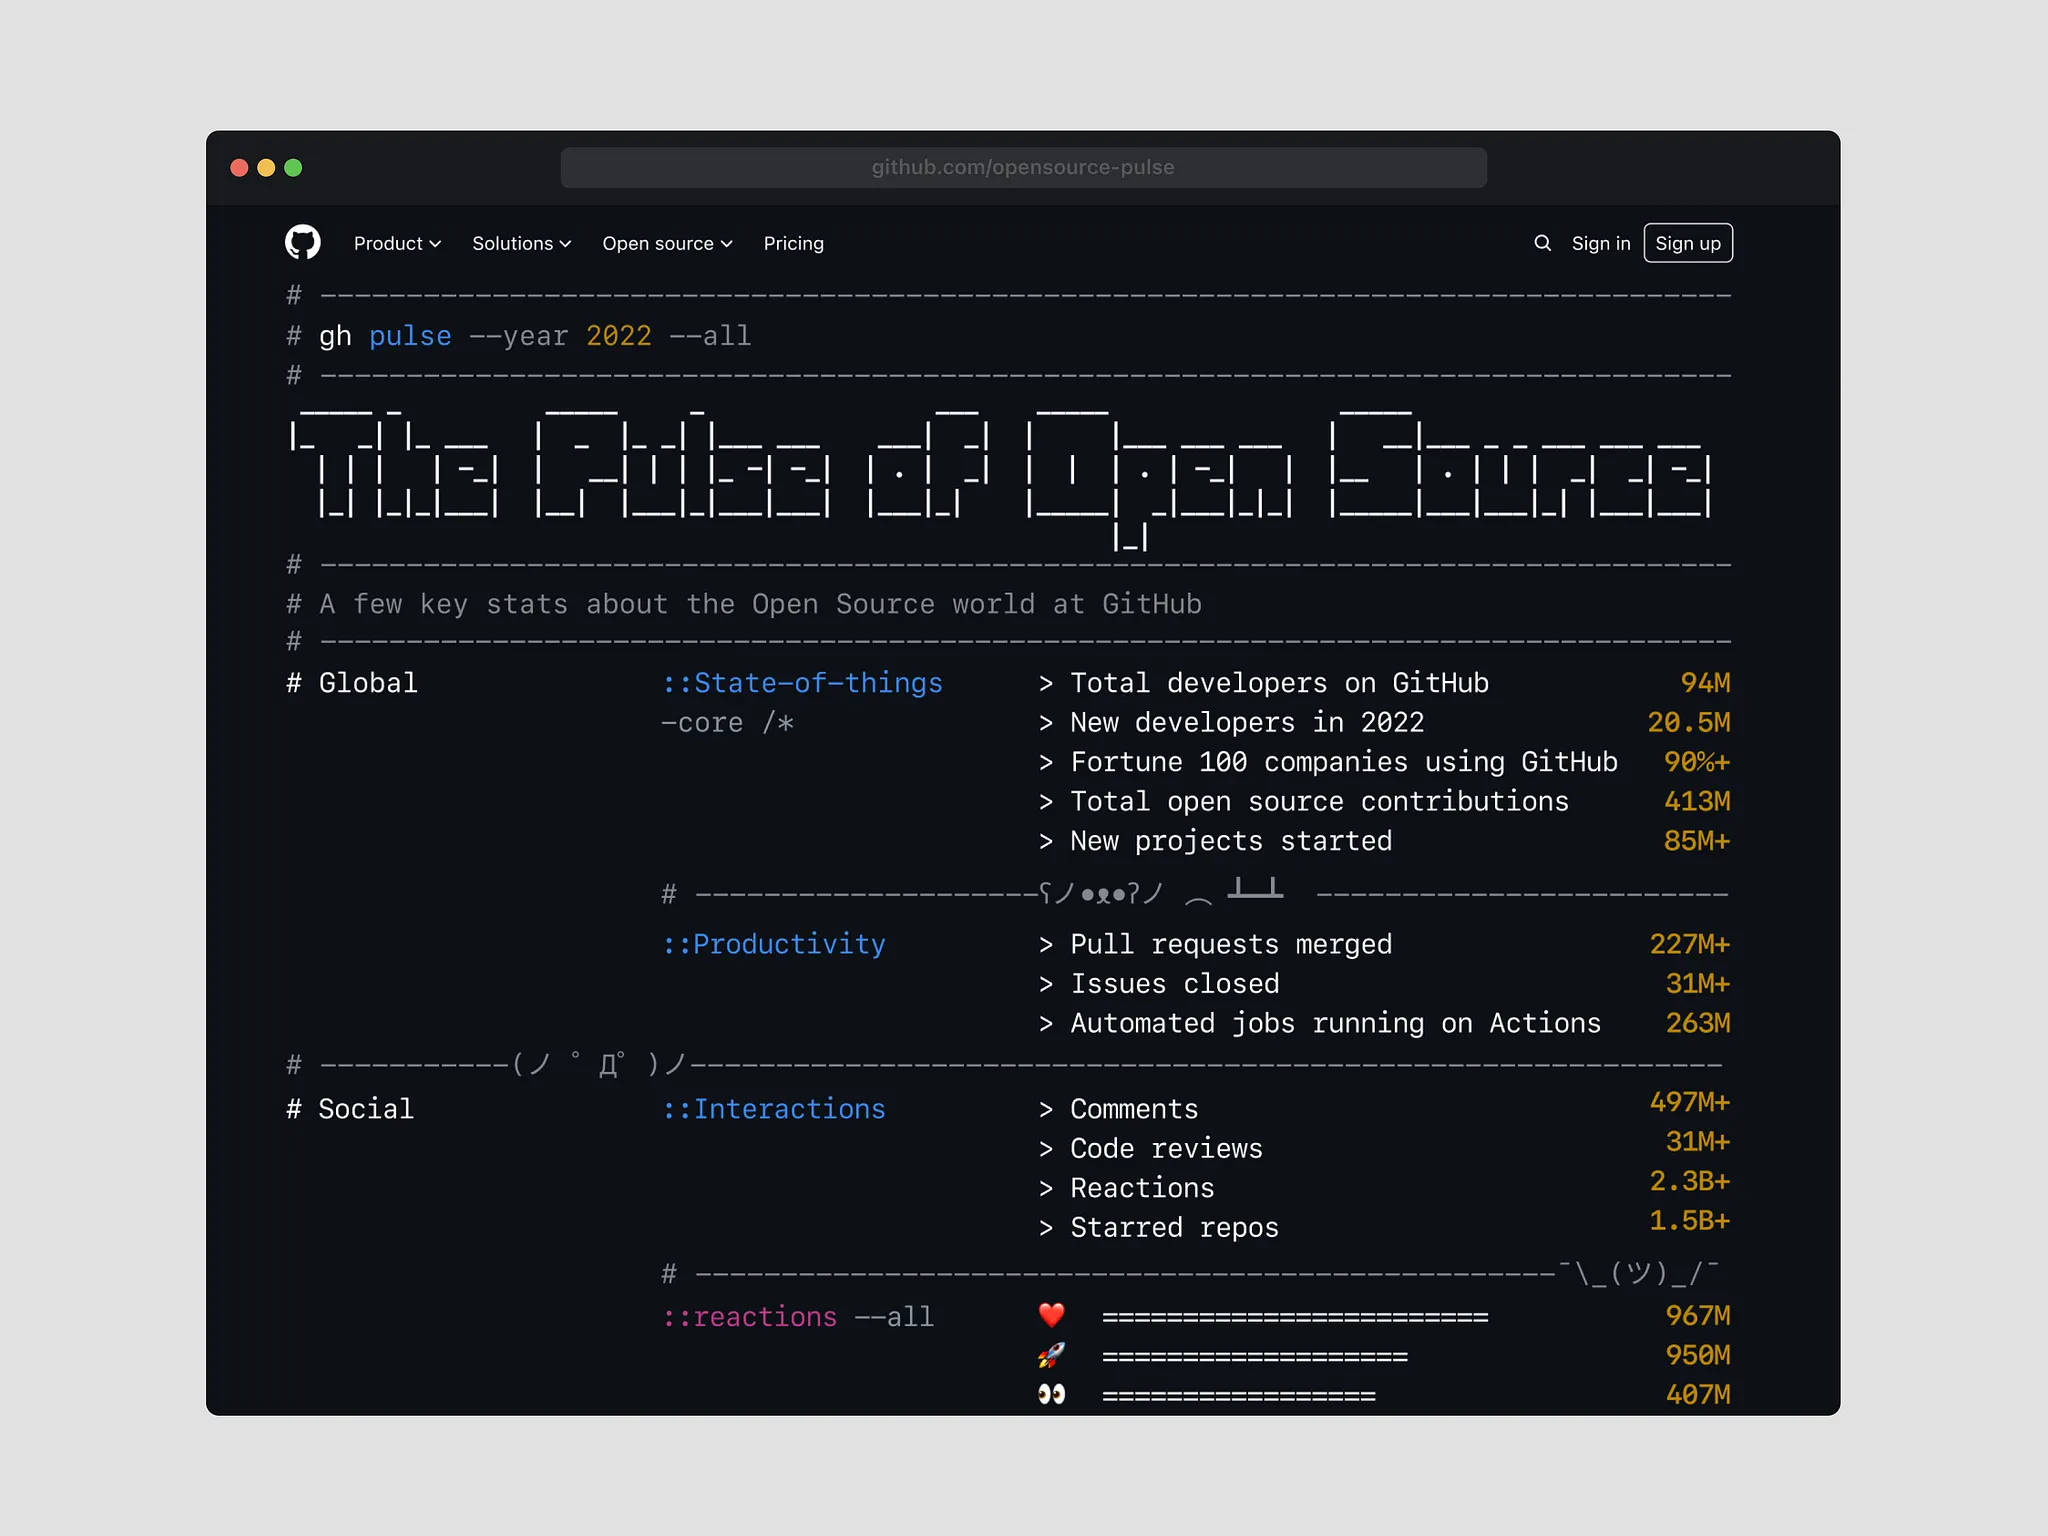 github.com/opensource-pulse
Product Solutions Open source Pricing Sign in Sign up
# ----------------------------------------------------------------------------------
# gh pulse --year 2022 --all
# ----------------------------------------------------------------------------------
The Pulse of Open Source
# ----------------------------------------------------------------------------------
# A few key stats about the Open Source world at GitHub
# ----------------------------------------------------------------------------------
# Global ::State-of-things > Total developers on GitHub 94M
-core /* > New developers in 2022 20.5M
> Fortune 100 companies using GitHub 90%+
> Total open source contributions 413M
> New projects started 85M+
# --------------------ʕノ•ᴥ•ʔノ ︵ ┻━┻ ------------------------
::Productivity > Pull requests merged 227M+
> Issues closed 31M+
> Automated jobs running on Actions 263M
# -----------(ノ ゜Д゜)ノ------------------------------------------------------------
# Social ::Interactions > Comments 497M+
> Code reviews 31M+
> Reactions 2.3B+
> Starred repos 1.5B+
# --------------------------------------------------¯\_(ツ)_/¯
::reactions --all ❤️ ======================== 967M
🚀 =================== 950M
👀 ================= 407M